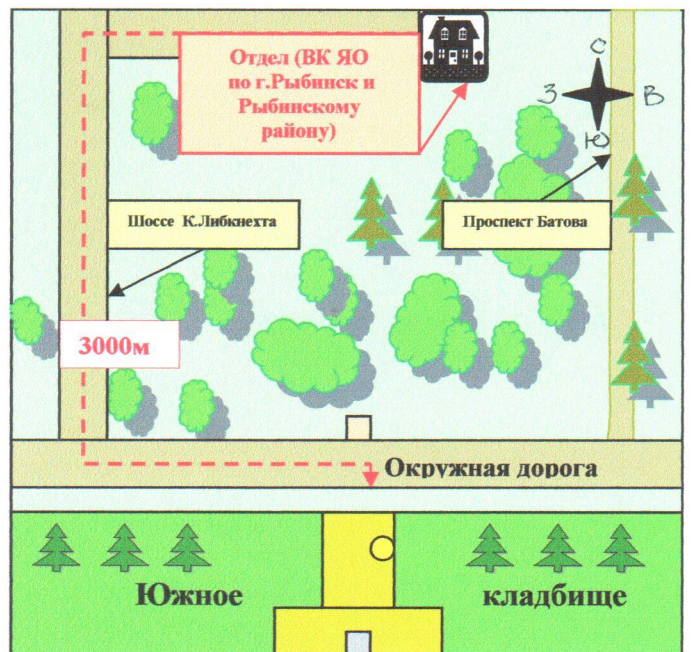 Отдел (ВК ЯО
по г.Рыбинск и
Рыбинскому
району)
С
З
В
Ю
Шоссе К.Либкнехта
Проспект Батова
3000м
Окружная дорога
Южное
кладбище